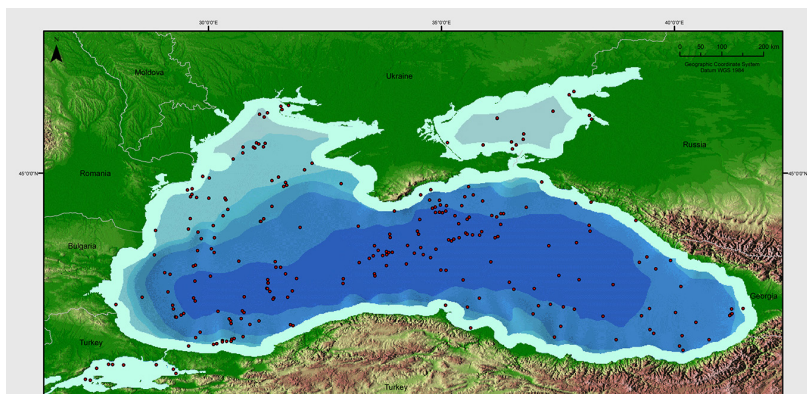 30°0'0"E
35°0'0"E
40°0'0"E
N
0 50 100 200 km
Geographic Coordinate System
Datum WGS 1984
Moldova
Ukraine
Russia
45°0'0"N
45°0'0"N
Romania
Bulgaria
Georgia
Turkey
Turkey